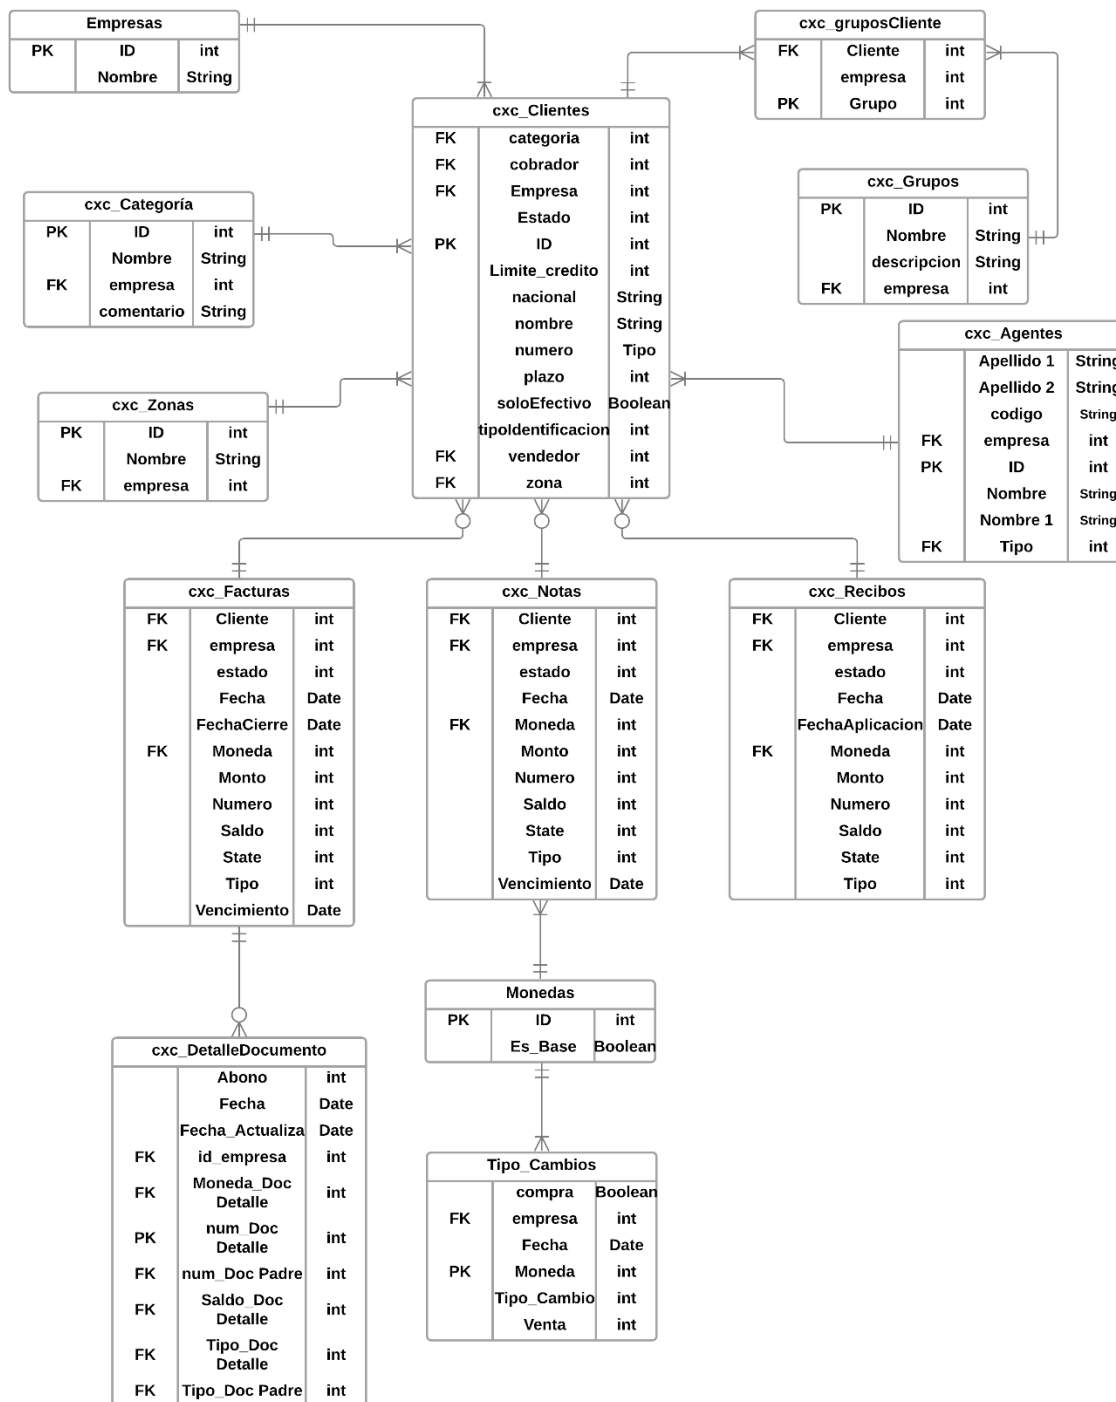 Empresas
PK ID int
Nombre String
cxc_gruposCliente
FK Cliente int
empresa int
PK Grupo int
cxc_Clientes
FK categoria int
FK cobrador int
FK Empresa int
Estado int
PK ID int
Limite_credito int
nacional String
nombre String
numero Tipo
plazo int
soloEfectivo Boolean
tipoIdentificacion int
FK vendedor int
FK zona int
cxc_Categoría
PK ID int
Nombre String
FK empresa int
comentario String
cxc_Grupos
PK ID int
Nombre String
descripcion String
FK empresa int
cxc_Zonas
PK ID int
Nombre String
FK empresa int
cxc_Agentes
Apellido 1 String
Apellido 2 String
codigo String
FK empresa int
PK ID int
Nombre String
Nombre 1 String
FK Tipo int
cxc_Facturas
FK Cliente int
FK empresa int
estado int
Fecha Date
FechaCierre Date
FK Moneda int
Monto int
Numero int
Saldo int
State int
Tipo int
Vencimiento Date
cxc_Notas
FK Cliente int
FK empresa int
estado int
Fecha Date
FK Moneda int
Monto int
Numero int
Saldo int
State int
Tipo int
Vencimiento Date
cxc_Recibos
FK Cliente int
FK empresa int
estado int
Fecha Date
FechaAplicacion Date
FK Moneda int
Monto int
Numero int
Saldo int
State int
Tipo int
Monedas
PK ID int
Es_Base Boolean
cxc_DetalleDocumento
Abono int
Fecha Date
Fecha_Actualiza Date
FK id_empresa int
FK Moneda_Doc int
Detalle
PK num_Doc int
Detalle
FK num_Doc Padre int
FK Saldo_Doc int
Detalle
FK Tipo_Doc int
Detalle
FK Tipo_Doc Padre int
Tipo_Cambios
compra Boolean
FK empresa int
Fecha Date
PK Moneda int
Tipo_Cambio int
Venta int